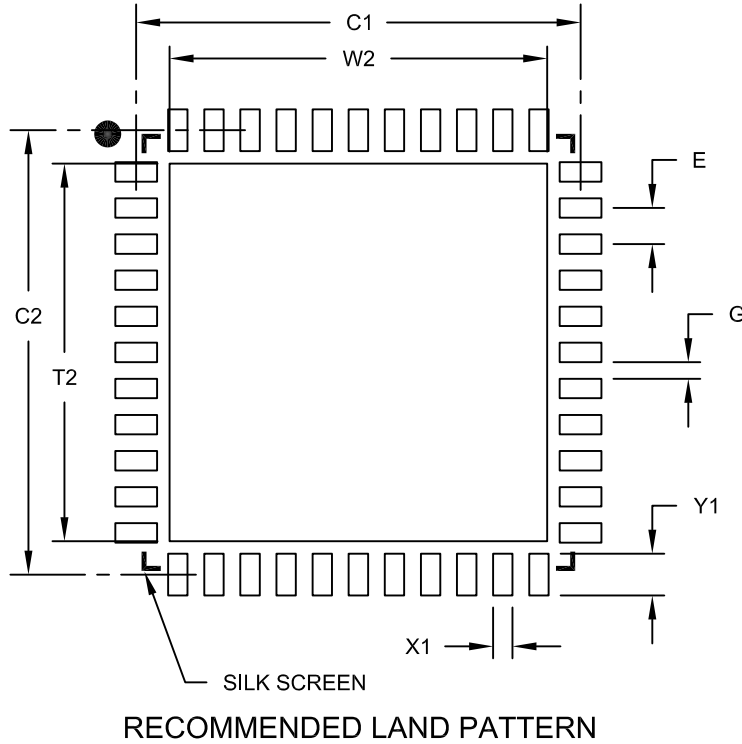 C1
W2
E
C2
G
T2
Y1
X1
SILK SCREEN
RECOMMENDED LAND PATTERN